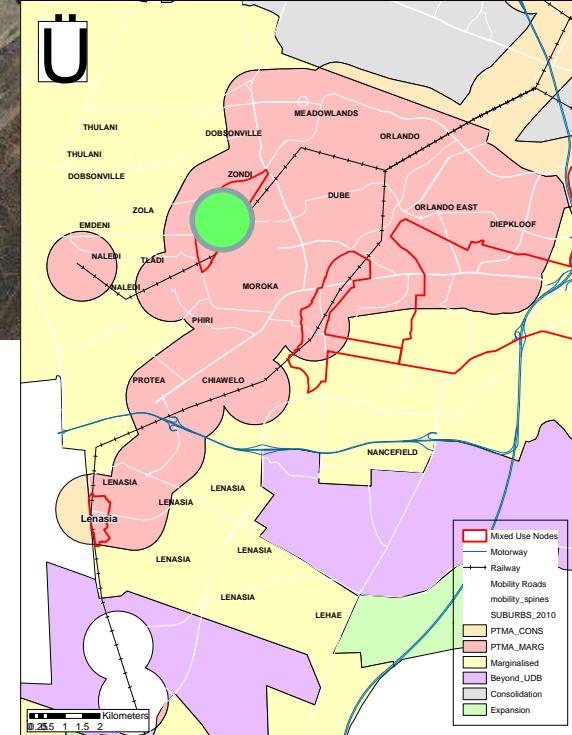 Ü
MEADOWLANDS
THULANI
DOBSONVILLE
ORLANDO
THULANI
DOBSONVILLE
ZONDI
DUBE
ORLANDO EAST
ZOLA
EMDENI
DIEPKLOOF
NALEDI
TLADI
NALEDI
MOROKA
PHIRI
PROTEA
CHIAWELO
NANCEFIELD
LENASIA
LENASIA
LENASIA
Lenasia
LENASIA
LENASIA
LENASIA
LEHAE
Mixed Use Nodes
Motorway
Railway
Mobility Roads
mobility_spines
SUBURBS_2010
PTMA_CONS
PTMA_MARG
Marginalised
Beyond_UDB
Consolidation
Expansion
Kilometers
1 1.5 2